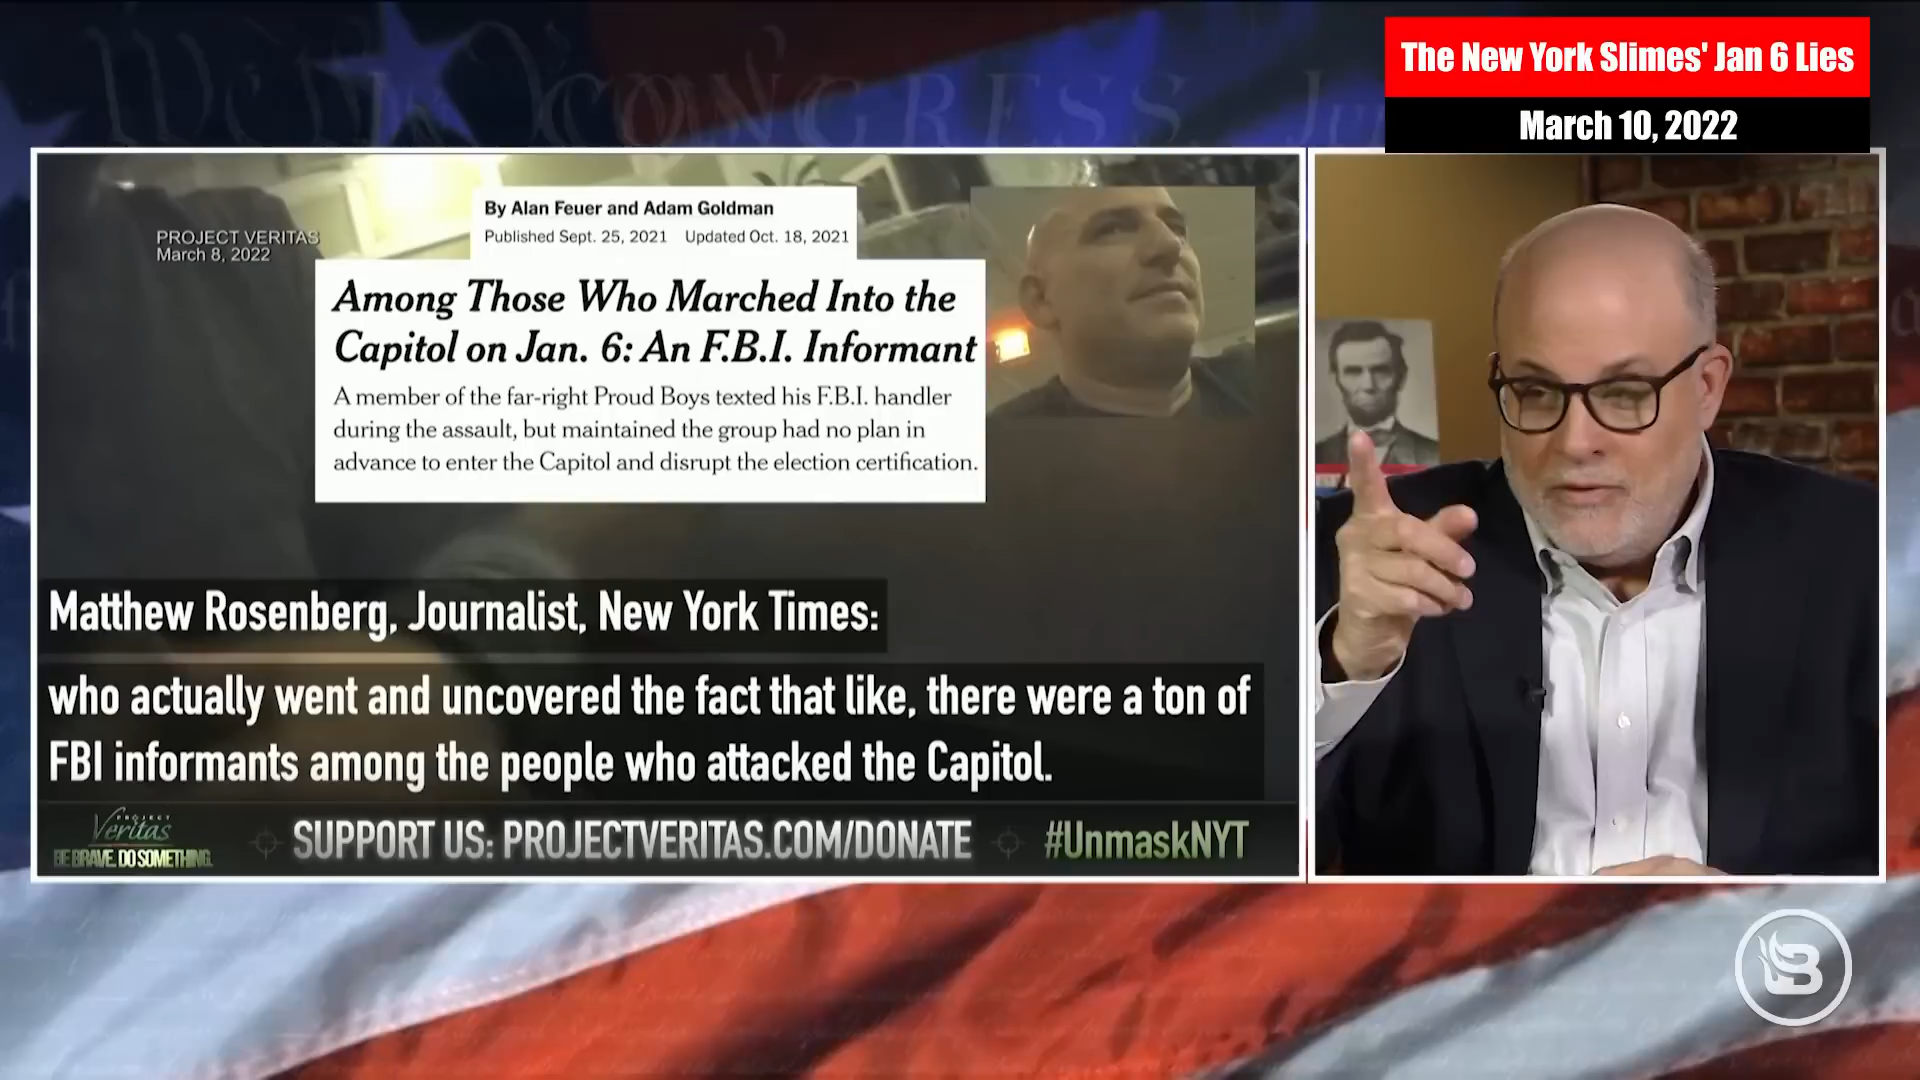 The New York Slimes' Jan 6 Lies
March 10, 2022
PROJECT VERITAS
March 8, 2022
By Alan Feuer and Adam Goldman
Published Sept. 25, 2021 Updated Oct. 18, 2021
Among Those Who Marched Into the
Capitol on Jan. 6: An F.B.I. Informant
A member of the far-right Proud Boys texted his F.B.I. handler
during the assault, but maintained the group had no plan in
advance to enter the Capitol and disrupt the election certification.
Matthew Rosenberg, Journalist, New York Times:
who actually went and uncovered the fact that like, there were a ton of
FBI informants among the people who attacked the Capitol.
PROJECT
Veritas
BE BRAVE. DO SOMETHING.
SUPPORT US: PROJECTVERITAS.COM/DONATE
#UnmaskNYT
CONGRESS
B